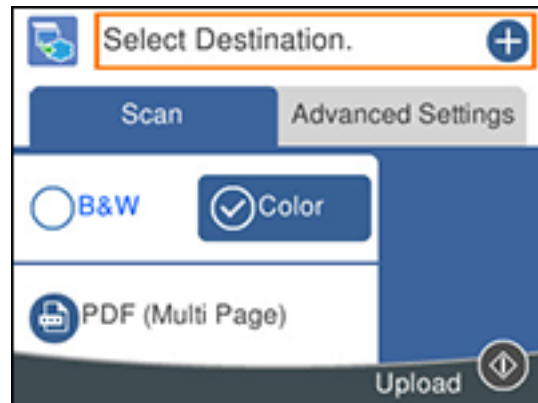 Select Destination.
Scan
Advanced Settings
B&W
Color
PDF (Multi Page)
Upload